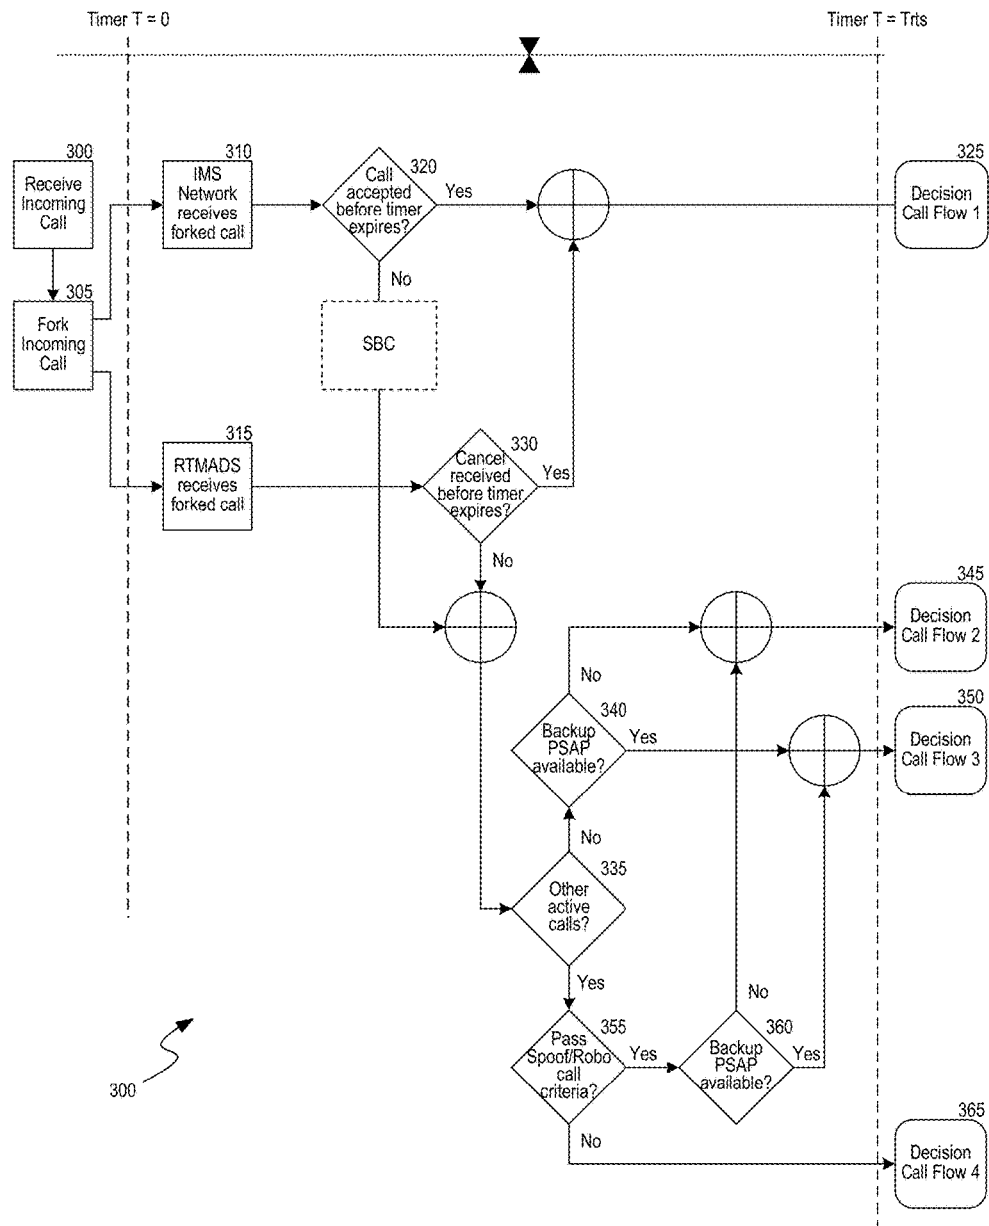 Timer T = 0
Timer T = Trts
300
Receive
Incoming
Call
310
IMS
Network
receives
forked call
320
Call
accepted
before timer
expires?
Yes
No
325
Decision
Call Flow 1
305
Fork
Incoming
Call
SBC
315
RTMADS
receives
forked call
330
Cancel
received
before timer
expires?
Yes
No
345
Decision
Call Flow 2
No
340
Backup
PSAP
available?
Yes
350
Decision
Call Flow 3
No
335
Other
active
calls?
Yes
355
Pass
Spoof/Robo
call
criteria?
Yes
No
No
360
Backup
PSAP
available?
Yes
300
365
Decision
Call Flow 4